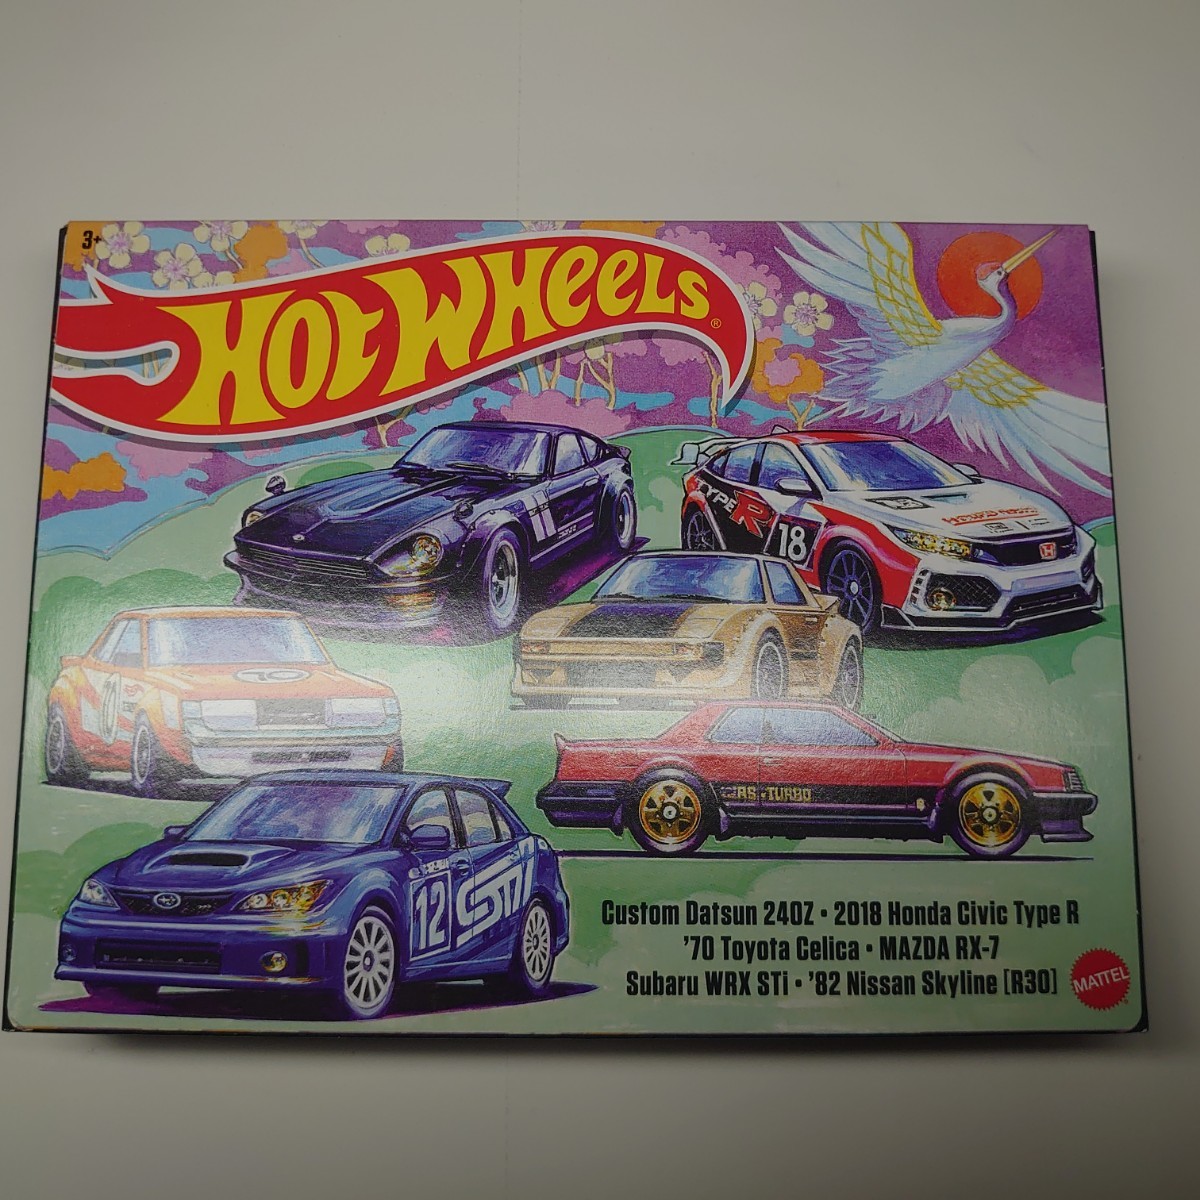 3+
HOT WHEELS®
TYPE R
18
RS-TURBO
12
STI
Custom Datsun 240Z • 2018 Honda Civic Type R
'70 Toyota Celica • MAZDA RX-7
Subaru WRX STi • '82 Nissan Skyline [R30]
MATTEL